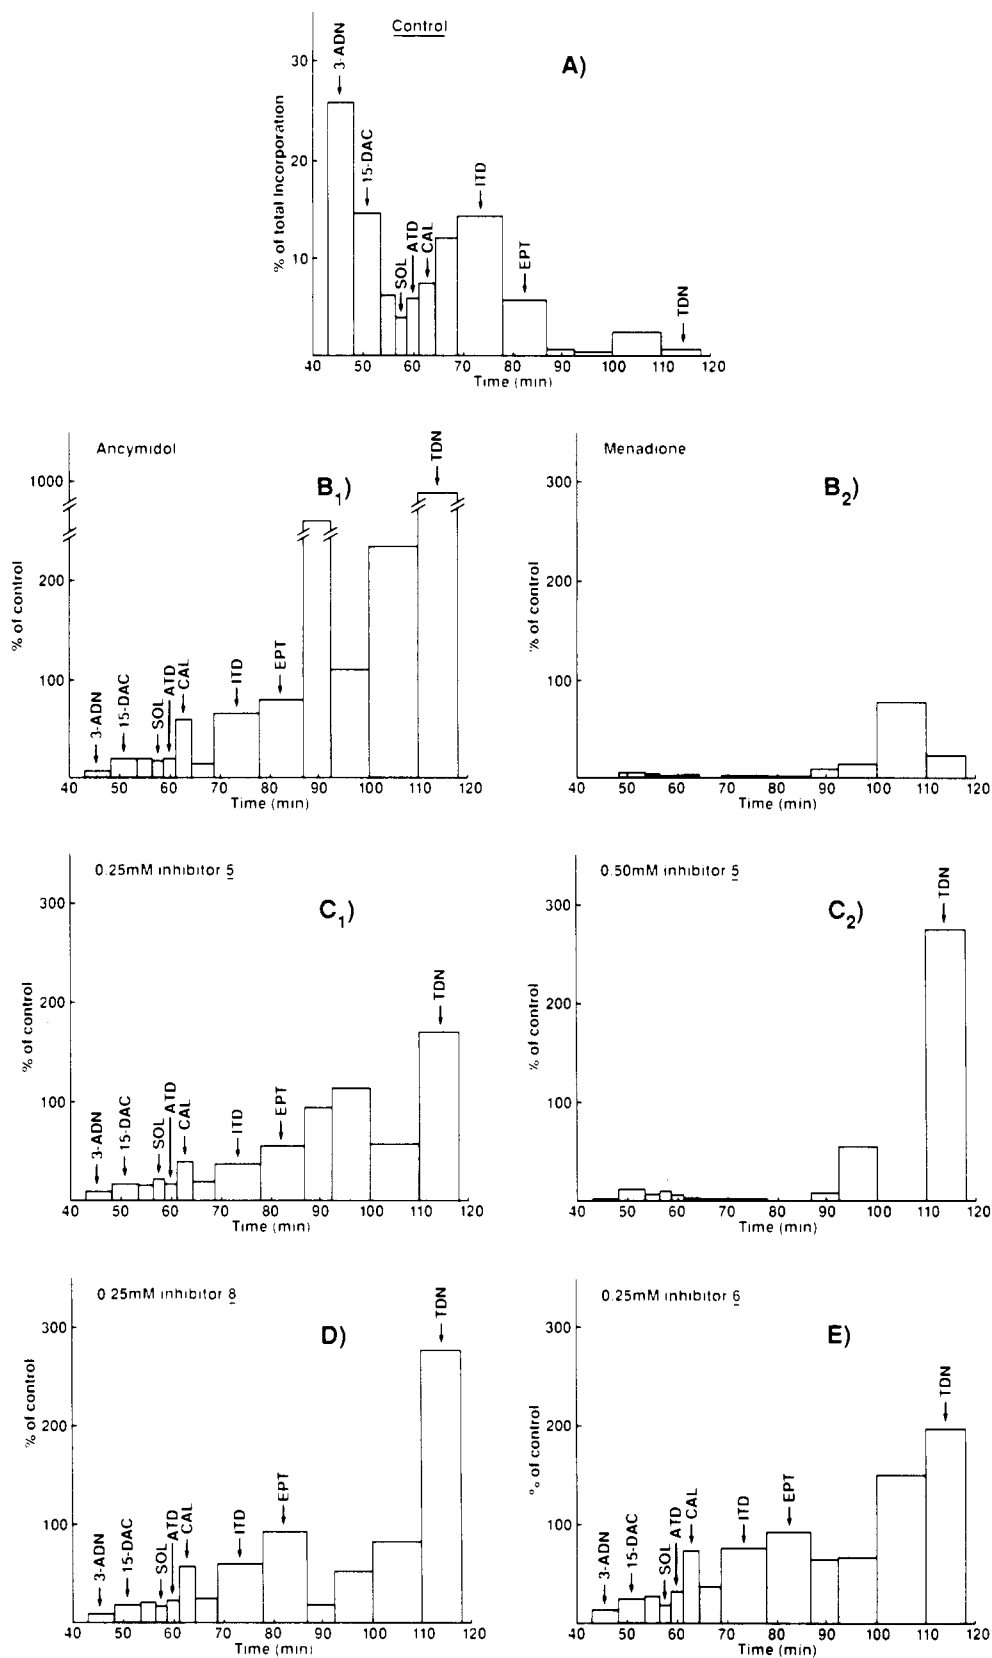 Control
A)
3-ADN
15-DAC
SOL
ATD
CAL
ITD
EPT
TDN
% of total Incorporation
30
20
10
40 50 60 70 80 90 100 110 120
Time (min)
Ancymidol
B1)
3-ADN
15-DAC
SOL
ATD
CAL
ITD
EPT
TDN
% of control
1000
200
100
40 50 60 70 80 90 100 110 120
Time (min)
Menadione
B2)
% of control
300
200
100
40 50 60 70 80 90 100 110 120
Time (min)
0.25mM inhibitor 5
C1)
3-ADN
15-DAC
SOL
ATD
CAL
ITD
EPT
TDN
% of control
300
200
100
40 50 60 70 80 90 100 110 120
Time (min)
0.50mM inhibitor 5
C2)
TDN
% of control
300
200
100
40 50 60 70 80 90 100 110 120
Time (min)
0.25mM inhibitor 8
D)
3-ADN
15-DAC
SOL
ATD
CAL
ITD
EPT
TDN
% of control
300
200
100
40 50 60 70 80 90 100 110 120
Time (min)
0.25mM inhibitor 6
E)
3-ADN
15-DAC
SOL
ATD
CAL
ITD
EPT
TDN
% of control
300
200
100
40 50 60 70 80 90 100 110 120
Time (min)